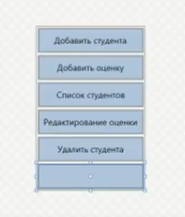 Добавить студента
Добавить оценку
Список студентов
Редактирование оценки
Удалить студента